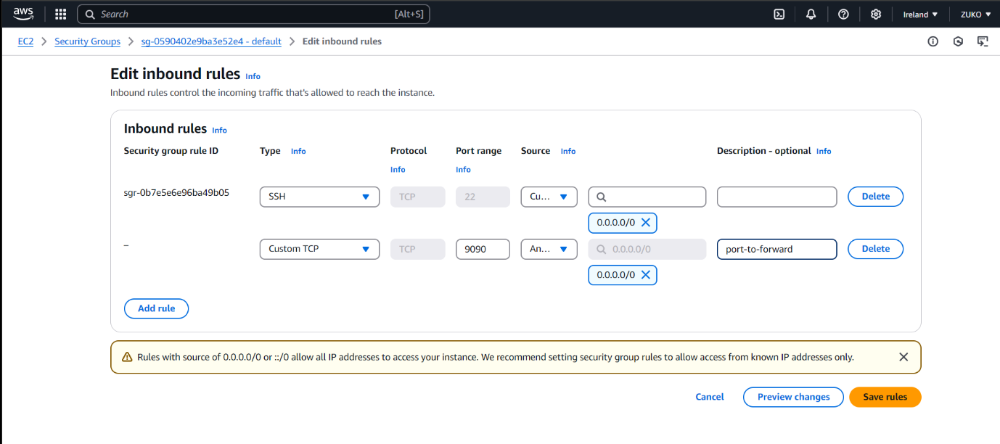 aws Search [Alt+S] Ireland ZUKO
EC2 > Security Groups > sg-0590402e9ba3e52e4 - default > Edit inbound rules
Edit inbound rules Info
Inbound rules control the incoming traffic that's allowed to reach the instance.
Inbound rules Info
Security group rule ID Type Info Protocol Port range Source Info Description - optional Info
Info Info
sgr-0b7e5e6e96ba49b05 SSH TCP 22 Cu... Delete
0.0.0.0/0
– Custom TCP TCP 9090 An... 0.0.0.0/0 port-to-forward Delete
0.0.0.0/0
Add rule
Rules with source of 0.0.0.0/0 or ::/0 allow all IP addresses to access your instance. We recommend setting security group rules to allow access from known IP addresses only.
Cancel Preview changes Save rules